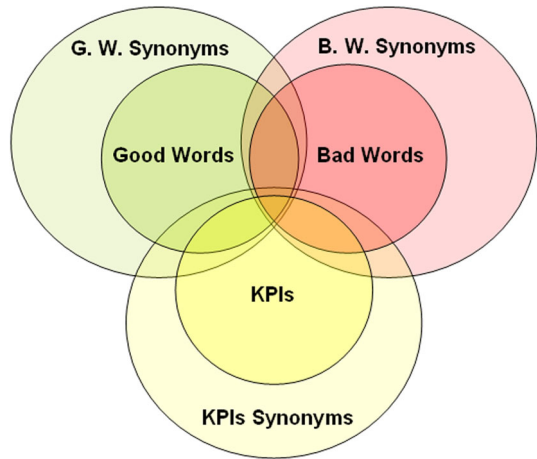 G. W. Synonyms
B. W. Synonyms
Good Words
Bad Words
KPIs
KPIs Synonyms